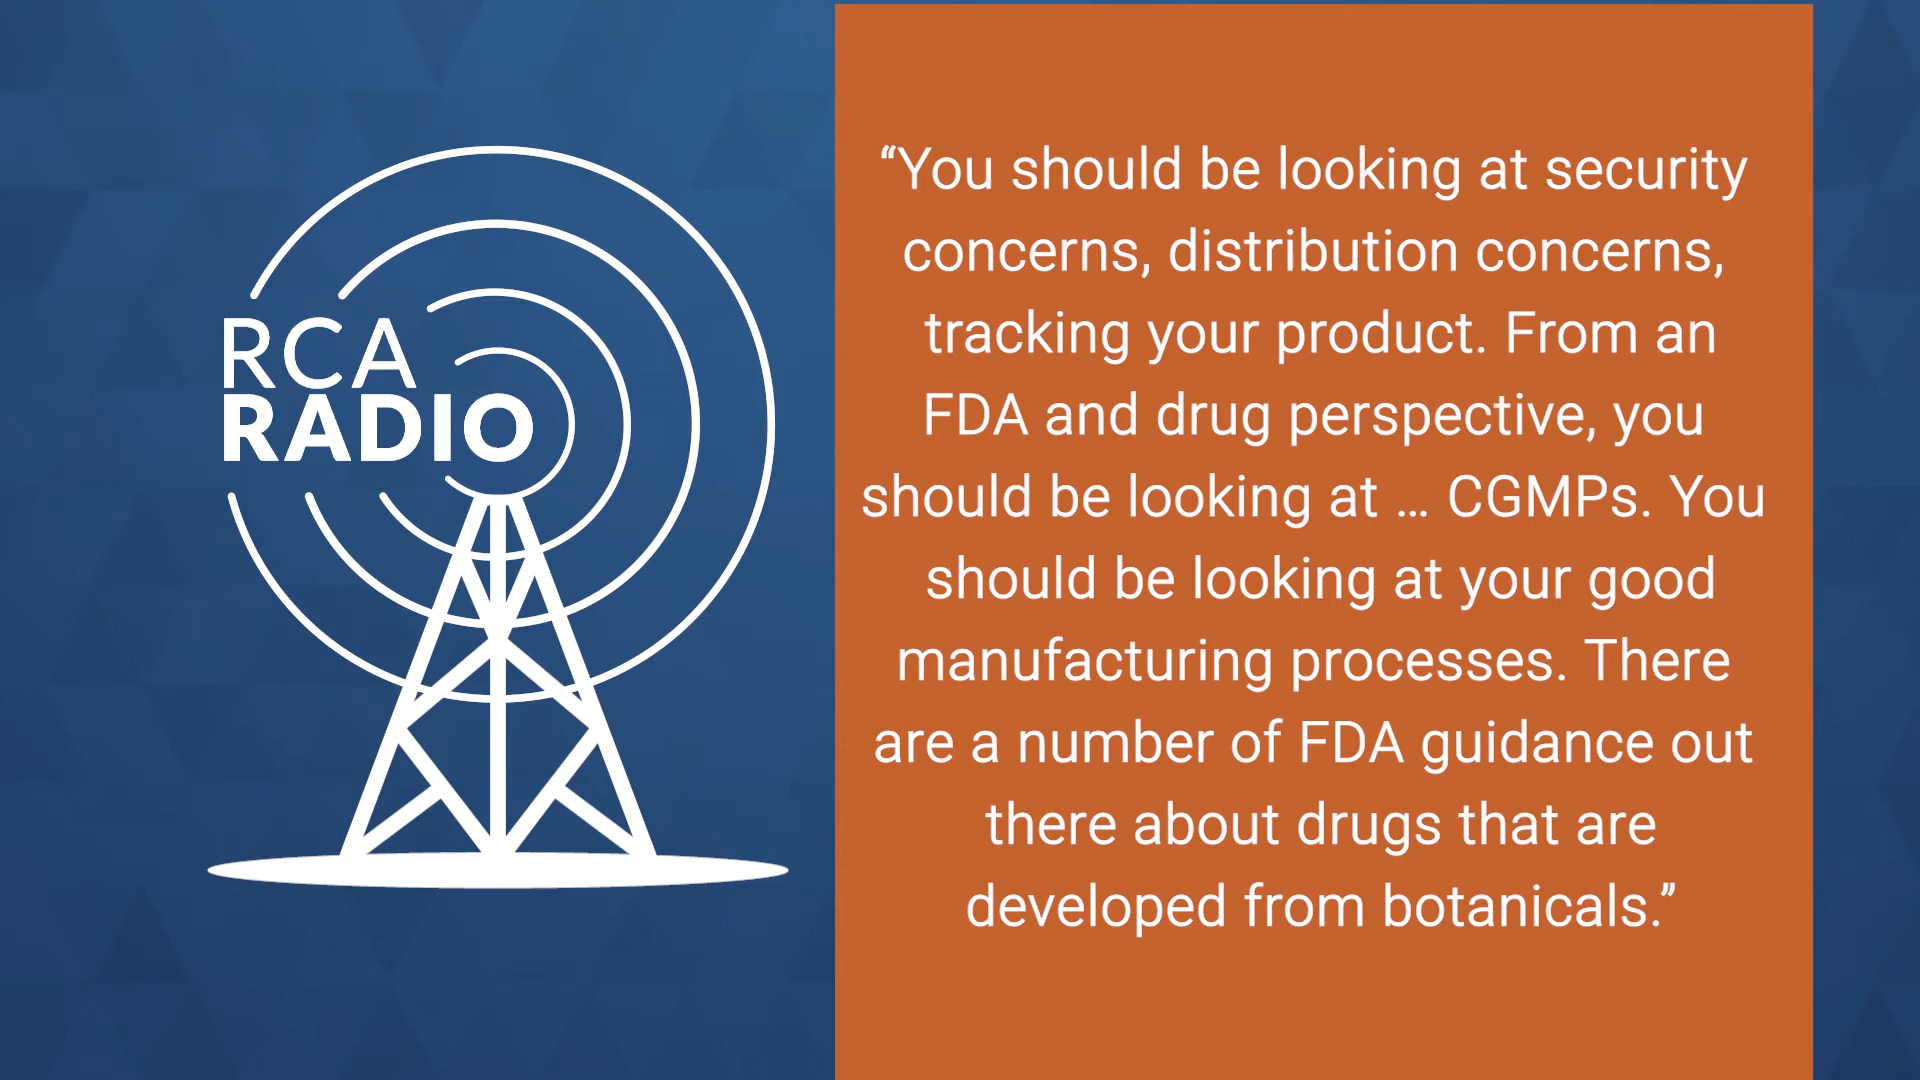 RCA
RADIO
“You should be looking at security
concerns, distribution concerns,
tracking your product. From an
FDA and drug perspective, you
should be looking at … CGMPs. You
should be looking at your good
manufacturing processes. There
are a number of FDA guidance out
there about drugs that are
developed from botanicals.”